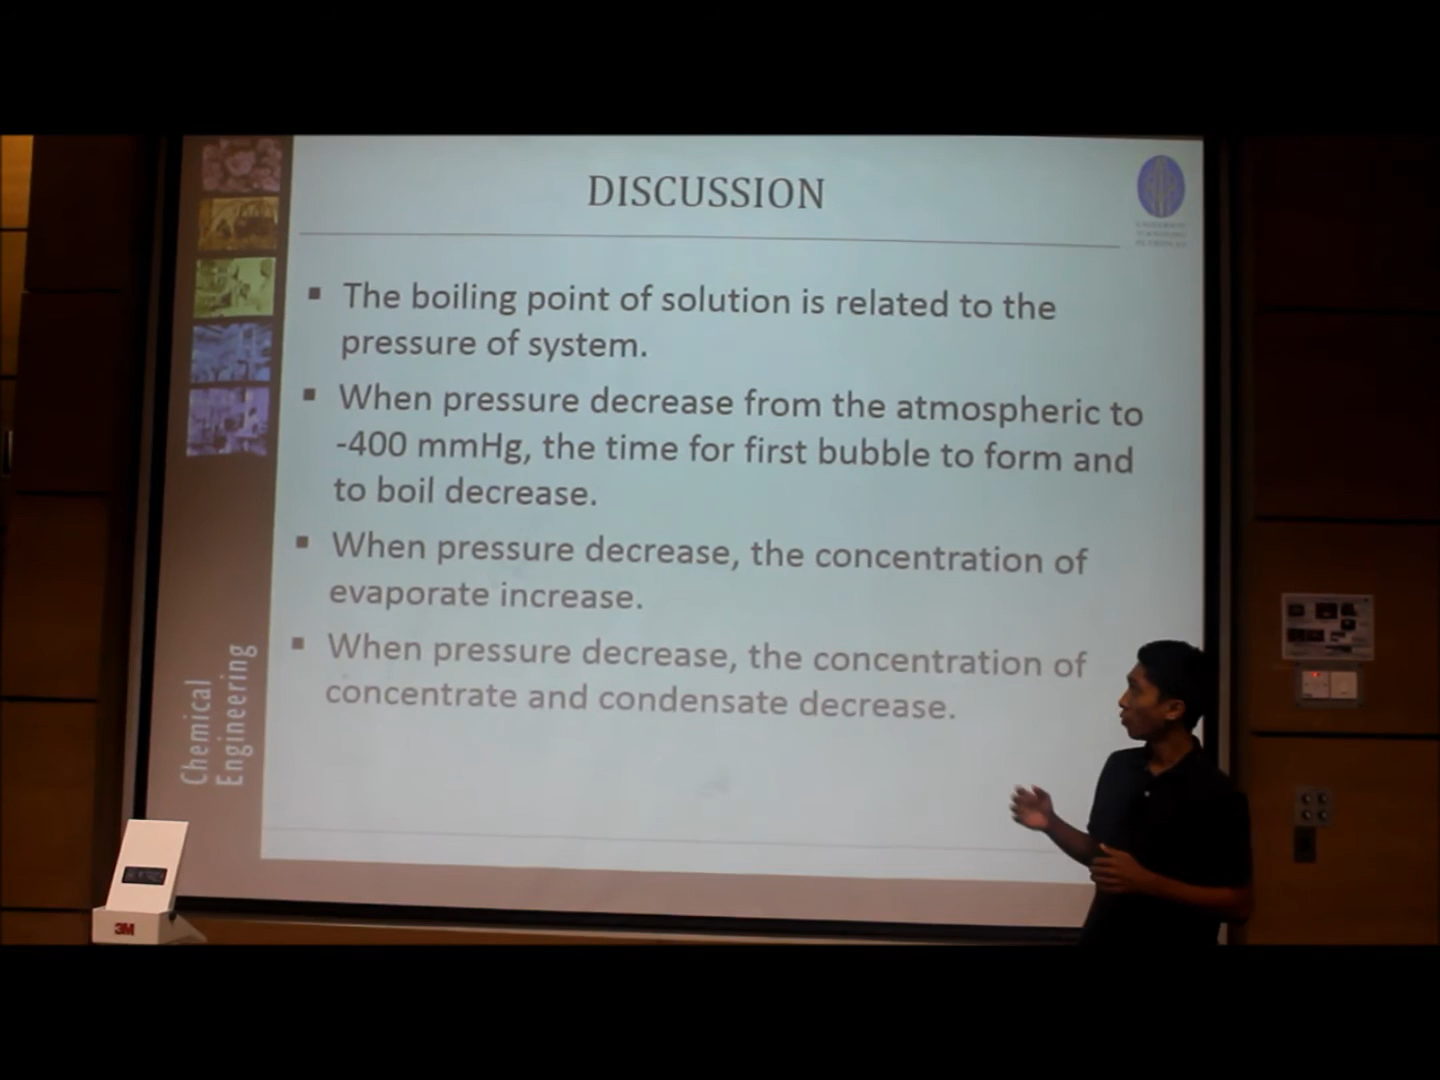 DISCUSSION
▪ The boiling point of solution is related to the
pressure of system.
▪ When pressure decrease from the atmospheric to
-400 mmHg, the time for first bubble to form and
to boil decrease.
▪ When pressure decrease, the concentration of
evaporate increase.
▪ When pressure decrease, the concentration of
concentrate and condensate decrease.
Chemical
Engineering
3M